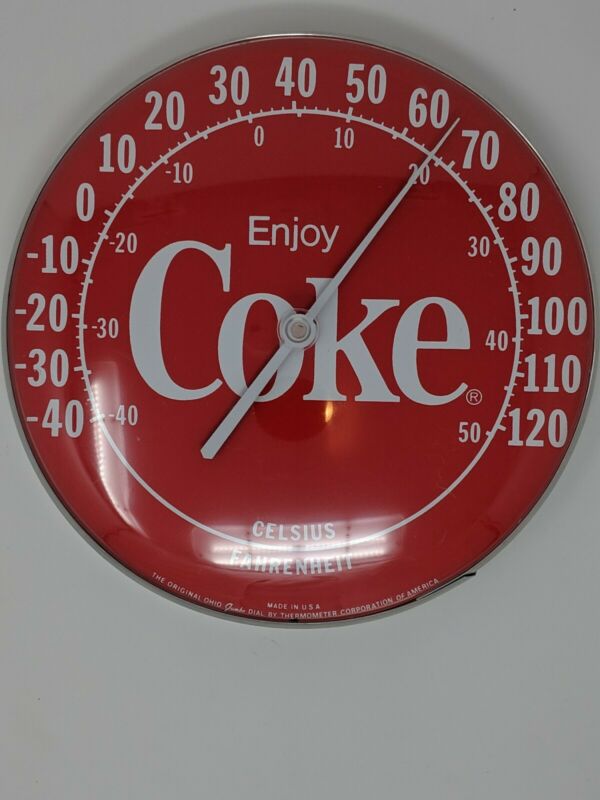 40
30 50
20 60
10 70
0 80
-10 90
-20 100
-30 110
-40 120
0 10
-10 20
-20 30
-30 40
-40 50
Enjoy
Coke®
CELSIUS
FAHRENHEIT
MADE IN U.S.A
THE ORIGINAL OHIO Jumbo DIAL BY THERMOMETER CORPORATION OF AMERICA